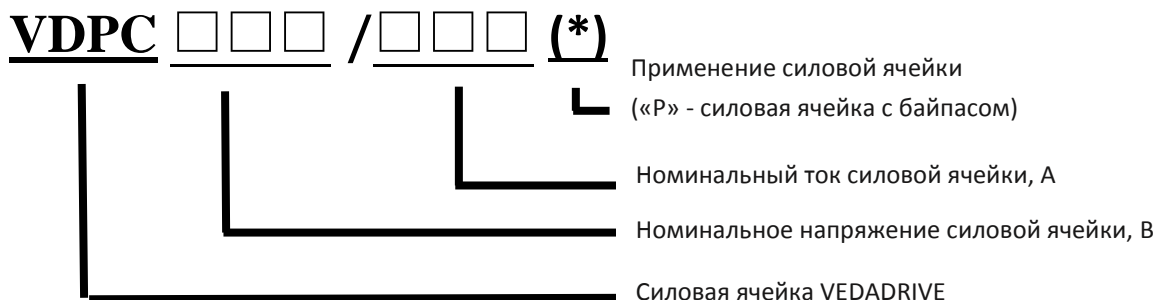 VDPC □□□ /□□□ (*)
Применение силовой ячейки
(«Р» - силовая ячейка с байпасом)
Номинальный ток силовой ячейки, А
Номинальное напряжение силовой ячейки, В
Силовая ячейка VEDADRIVE